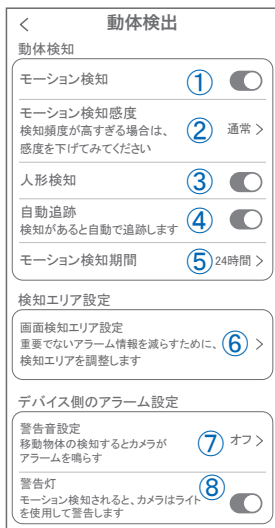 < 動体検出
動体検知
モーション検知 ①
モーション検知感度
検知頻度が高すぎる場合は、 ② 通常 >
感度を下げてみてください
人形検知 ③
自動追跡 ④
検知があると自動で追跡します
モーション検知期間 ⑤ 24時間 >
検知エリア設定
画面検知エリア設定
重要でないアラーム情報を減らすために、 ⑥ >
検知エリアを調整します
デバイス側のアラーム設定
警告音設定
移動物体の検知するとカメラが ⑦ オフ >
アラームを鳴らす
警告灯 ⑧
モーション検知されると、カメラはライト
を使用して警告します